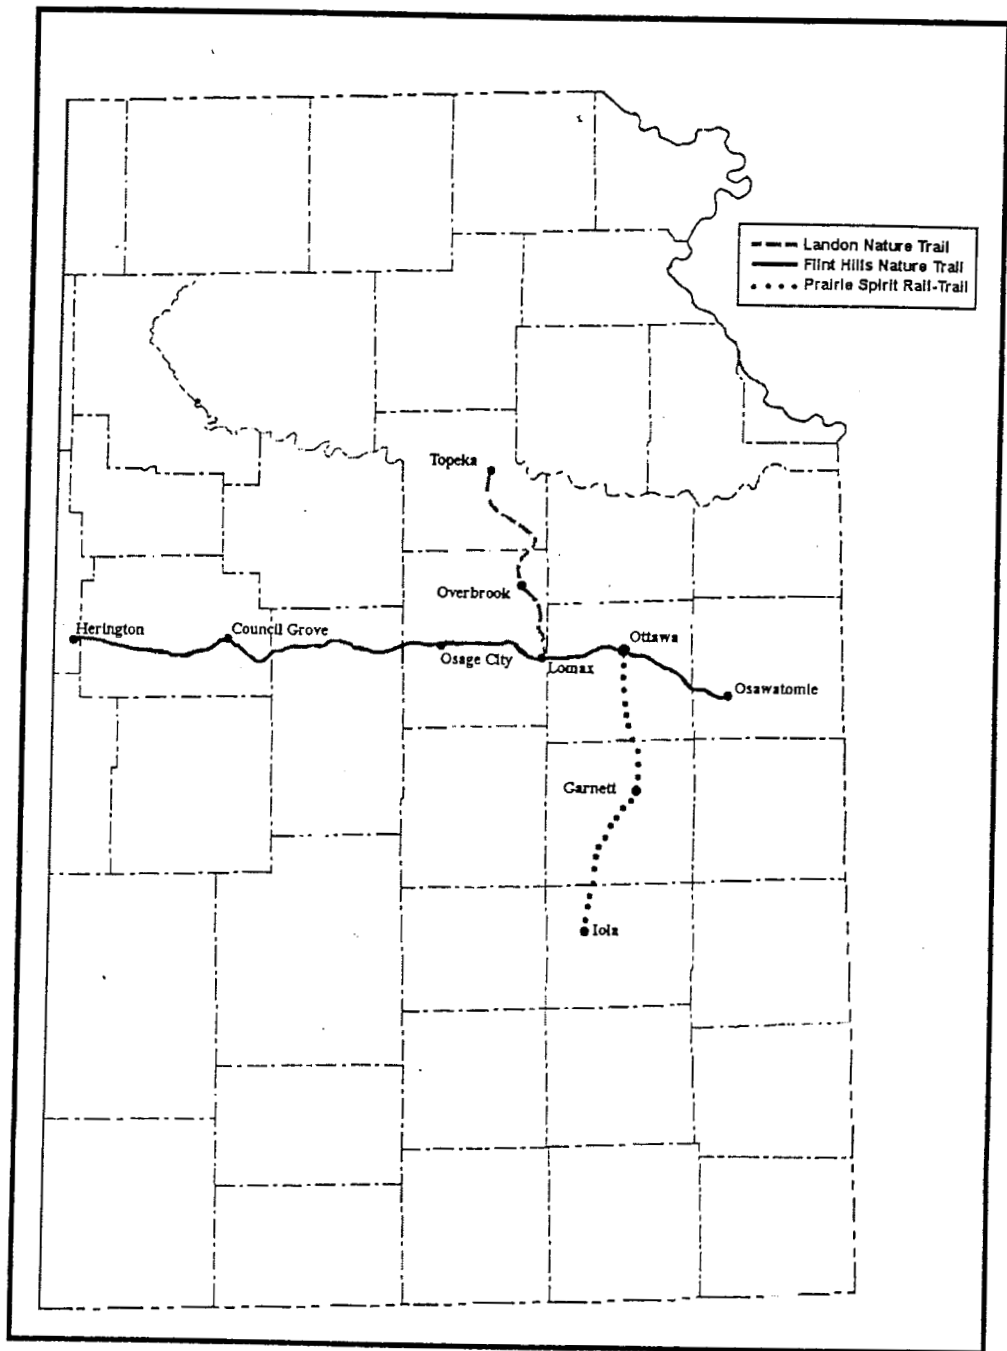 Landon Nature Trail
Flint Hills Nature Trail
Prairie Spirit Rail-Trail
Topeka
Overbrook
Herington
Council Grove
Osage City
Lomax
Ottawa
Osawatomie
Garnett
Iola